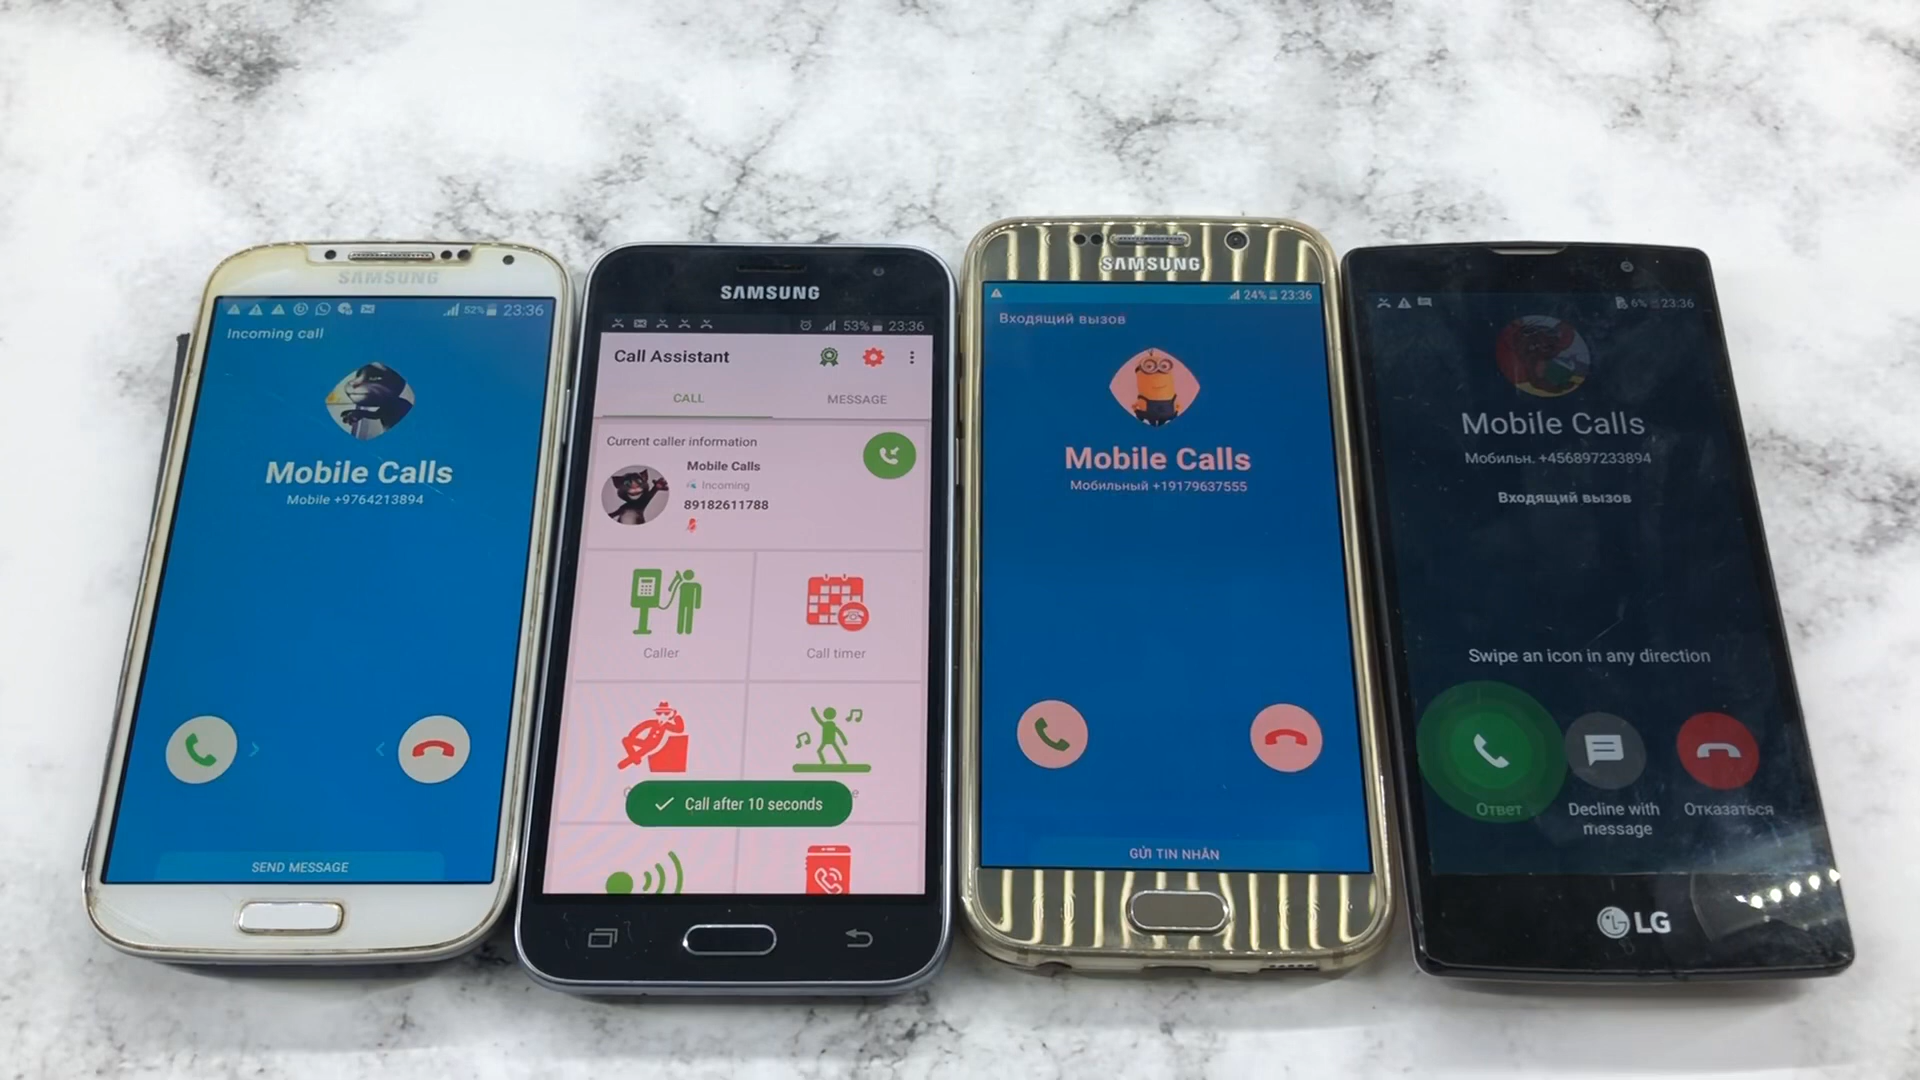 SAMSUNG
52% 23:36
Incoming call
Mobile Calls
Mobile +9764213894
SEND MESSAGE
SAMSUNG
53% 23:36
Call Assistant
CALL
MESSAGE
Current caller information
Mobile Calls
Incoming
89182611788
Caller
Call timer
Call after 10 seconds
SAMSUNG
24% 23:36
Входящий вызов
Mobile Calls
Мобильный +19179637555
GỬI TIN NHẮN
6% 23:36
Mobile Calls
Мобильн. +456897233894
Входящий вызов
Swipe an icon in any direction
Ответ
Decline with
message
Отказаться
LG